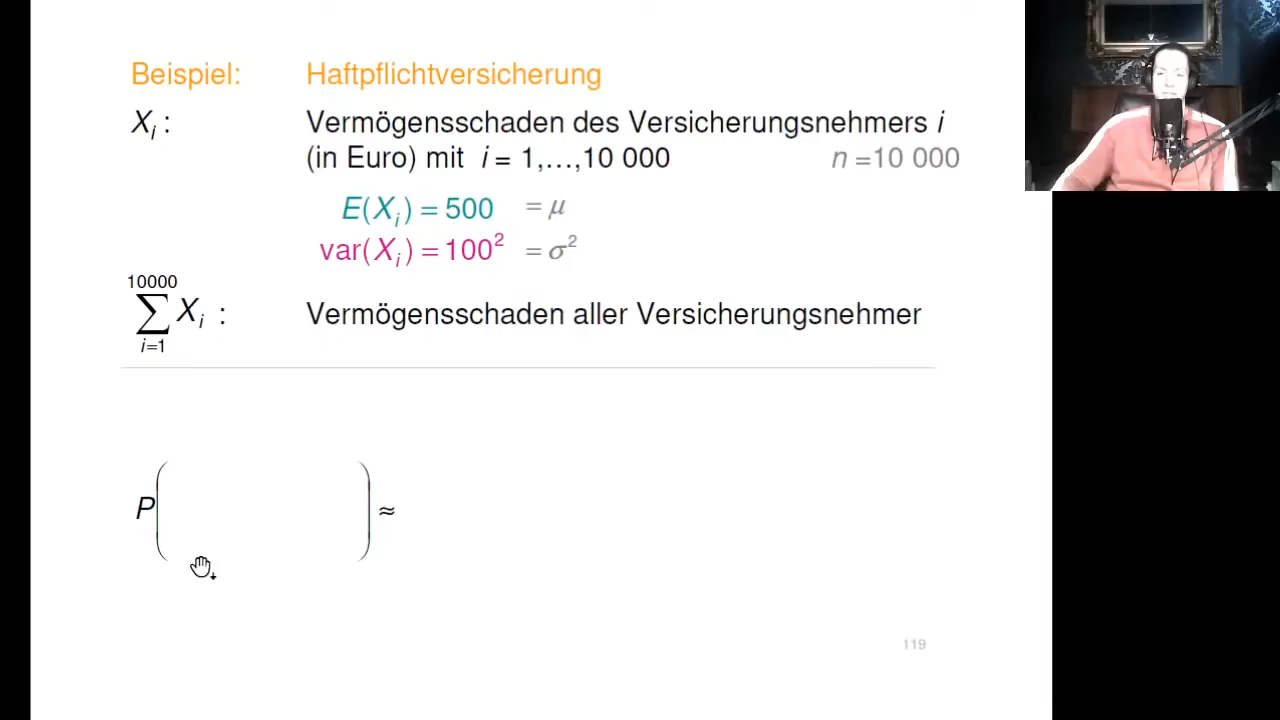 Beispiel: Haftpflichtversicherung
Xi : Vermögensschaden des Versicherungsnehmers i
(in Euro) mit i = 1,…,10 000 n =10 000
E(Xi) = 500 = μ
var(Xi) = 100² = σ²
10000
∑ Xi : Vermögensschaden aller Versicherungsnehmer
i=1
P( ) ≈
119